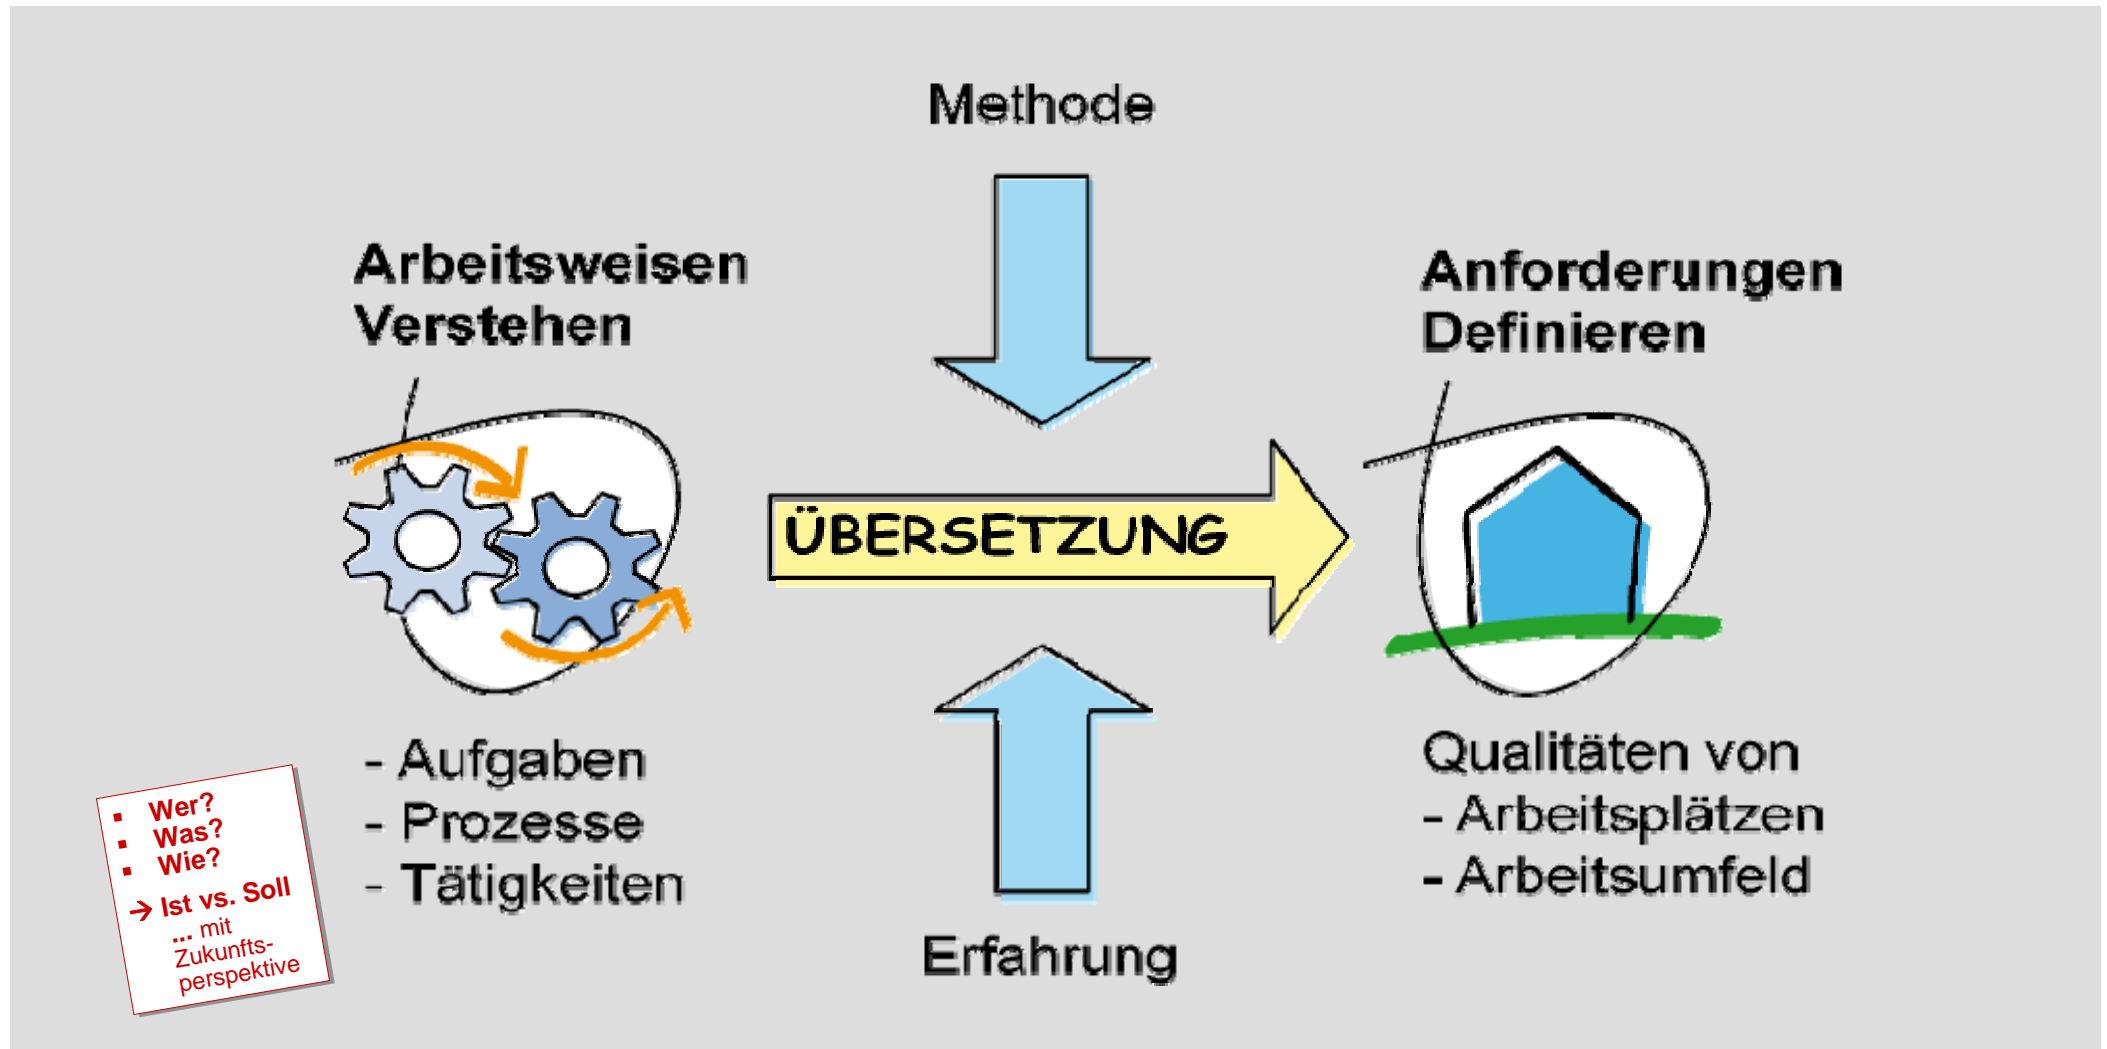 Methode
Arbeitsweisen
Verstehen
Anforderungen
Definieren
ÜBERSETZUNG
- Aufgaben
- Prozesse
- Tätigkeiten
Qualitäten von
- Arbeitsplätzen
- Arbeitsumfeld
▪ Wer?
▪ Was?
▪ Wie?
→ Ist vs. Soll
... mit
Zukunfts-
perspektive
Erfahrung